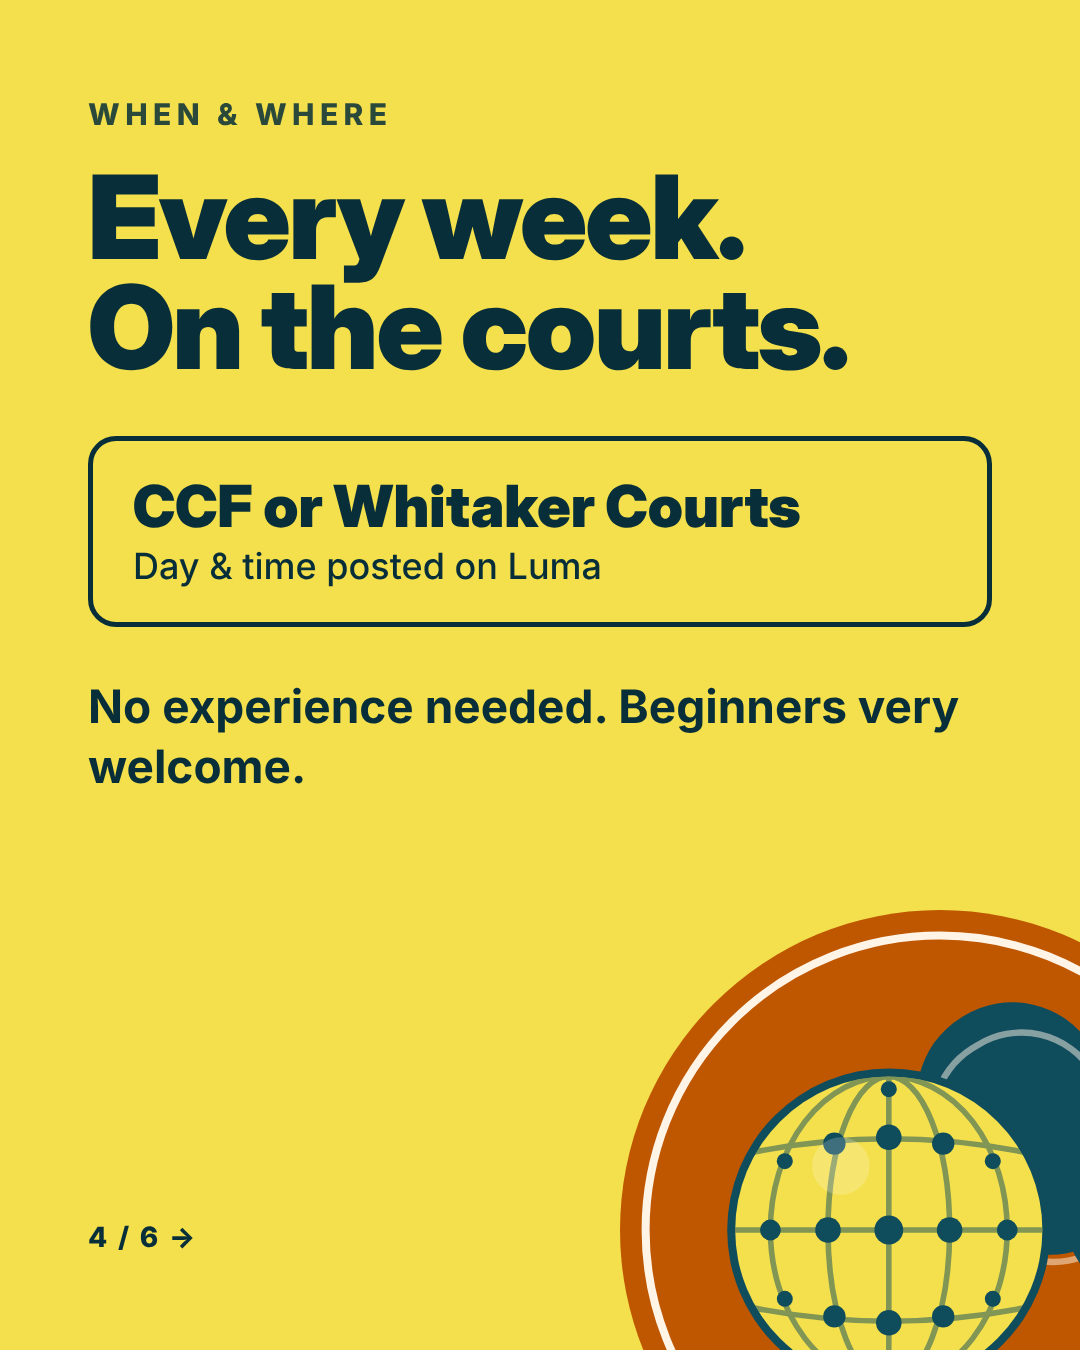 WHEN & WHERE
Every week.
On the courts.
CCF or Whitaker Courts
Day & time posted on Luma
No experience needed. Beginners very
welcome.
4 / 6 →